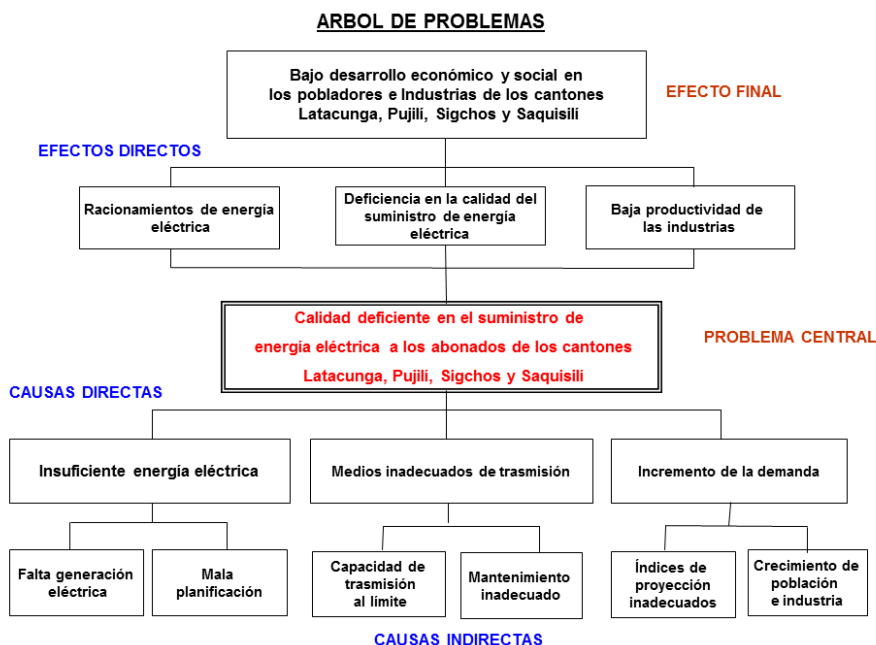 ARBOL DE PROBLEMAS
Bajo desarrollo económico y social en
los pobladores e Industrias de los cantones
Latacunga, Pujilí, Sigchos y Saquisilí
EFECTO FINAL
EFECTOS DIRECTOS
Racionamientos de energía
eléctrica
Deficiencia en la calidad del
suministro de energía
eléctrica
Baja productividad de
las industrias
Calidad deficiente en el suministro de
energía eléctrica a los abonados de los cantones
Latacunga, Pujilí, Sigchos y Saquisilí
PROBLEMA CENTRAL
CAUSAS DIRECTAS
Insuficiente energía eléctrica
Medios inadecuados de trasmisión
Incremento de la demanda
Falta generación
eléctrica
Mala
planificación
Capacidad de
trasmisión
al límite
Mantenimiento
inadecuado
Índices de
proyección
inadecuados
Crecimiento de
población
e industria
CAUSAS INDIRECTAS